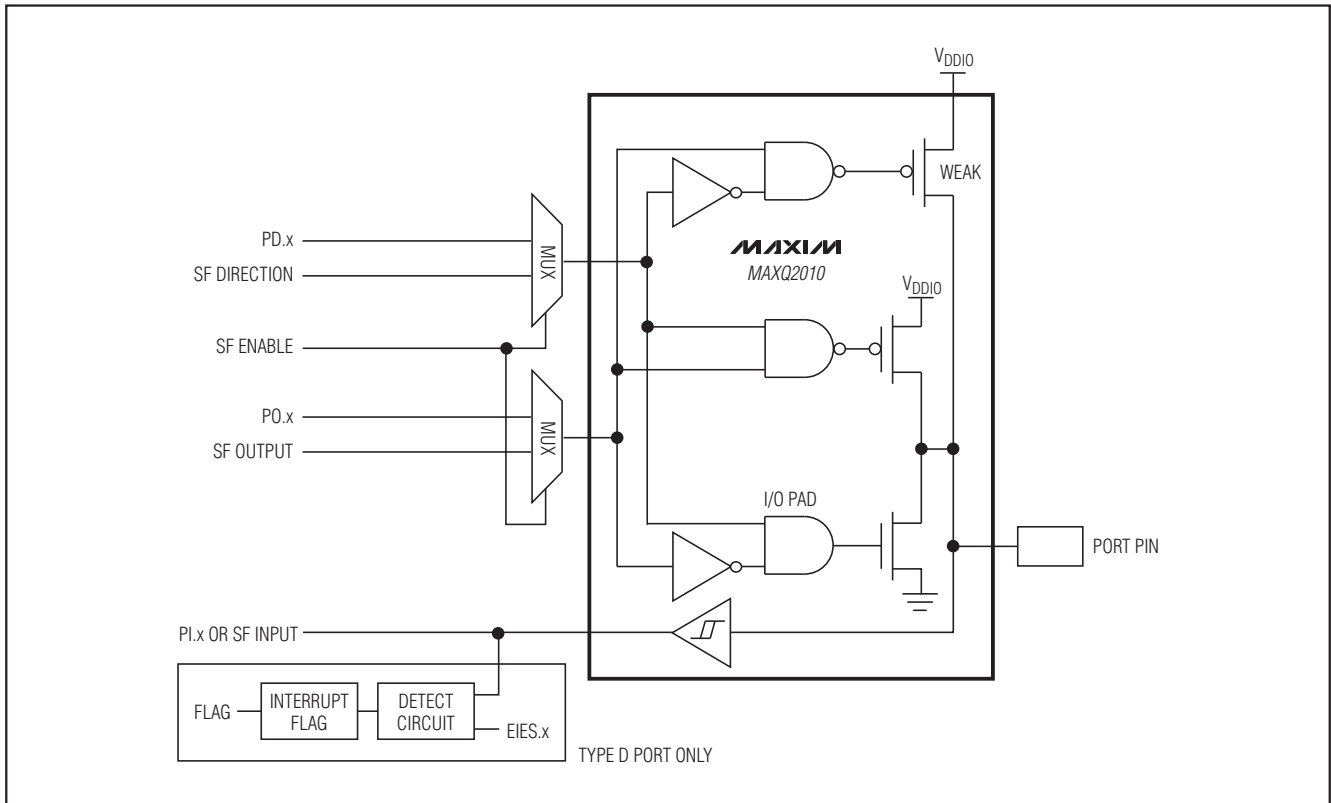 VDDIO
WEAK
PD.x
SF DIRECTION
MUX
MAXIM
MAXQ2010
VDDIO
SF ENABLE
PO.x
SF OUTPUT
MUX
I/O PAD
PORT PIN
PI.x OR SF INPUT
FLAG
INTERRUPT
FLAG
DETECT
CIRCUIT
EIES.x
TYPE D PORT ONLY